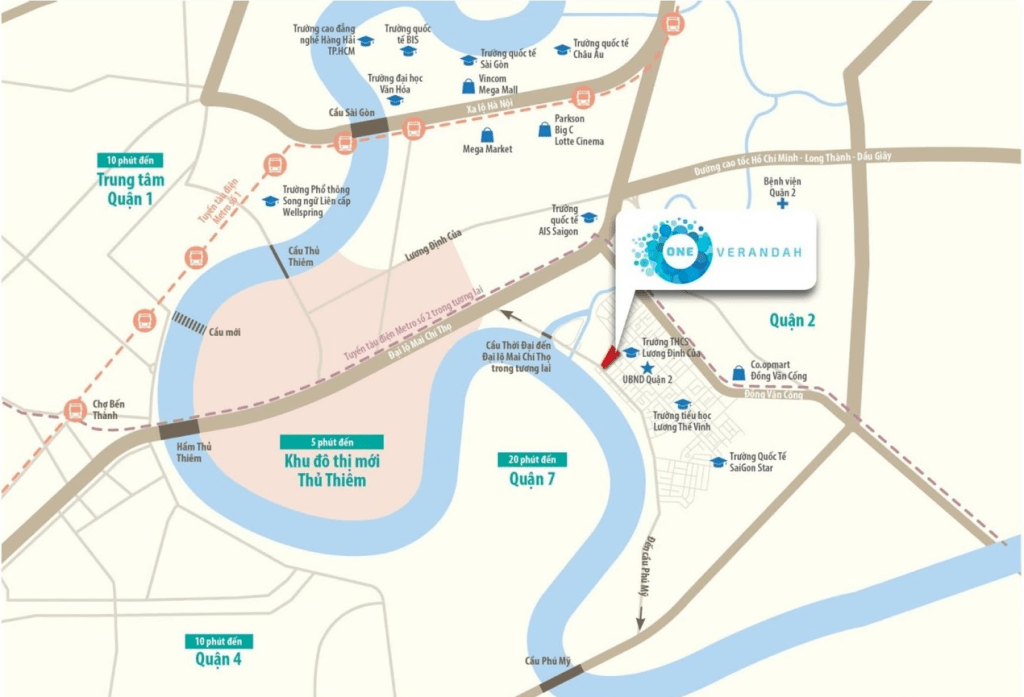 Trường cao đẳng
nghề Hàng Hải
TP.HCM
Trường quốc
tế BIS
Trường quốc tế
Sài Gòn
Trường quốc tế
Châu Âu
Trường đại học
Văn Hóa
Vincom
Mega Mall
Cầu Sài Gòn
Xa lộ Hà Nội
Parkson
Big C
Lotte Cinema
Mega Market
10 phút đến
Trung tâm
Quận 1
Tuyến tàu điện
Metro số 1
Trường Phổ thông
Song ngữ Liên cấp
Wellspring
Đường cao tốc Hồ Chí Minh - Long Thành - Dầu Giây
Bệnh viện
Quận 2
Trường
quốc tế
AIS Saigon
ONE VERANDAH
Cầu Thủ
Thiêm
Lương Định Của
Cầu mới
Tuyến tàu điện Metro số 2 trong tương lai
Đại lộ Mai Chí Thọ
Quận 2
Cầu Thời Đại đến
Đại lộ Mai Chí Thọ
trong tương lai
Trường THCS
Lương Định Của
UBND Quận 2
Co.opmart
Đồng Văn Cống
Đồng Văn Cống
Chợ Bến
Thành
Hầm Thủ
Thiêm
Trường tiểu học
Lương Thế Vinh
5 phút đến
Khu đô thị mới
Thủ Thiêm
20 phút đến
Quận 7
Trường Quốc Tế
SaiGon Star
Đến cầu Phú Mỹ
10 phút đến
Quận 4
Cầu Phú Mỹ